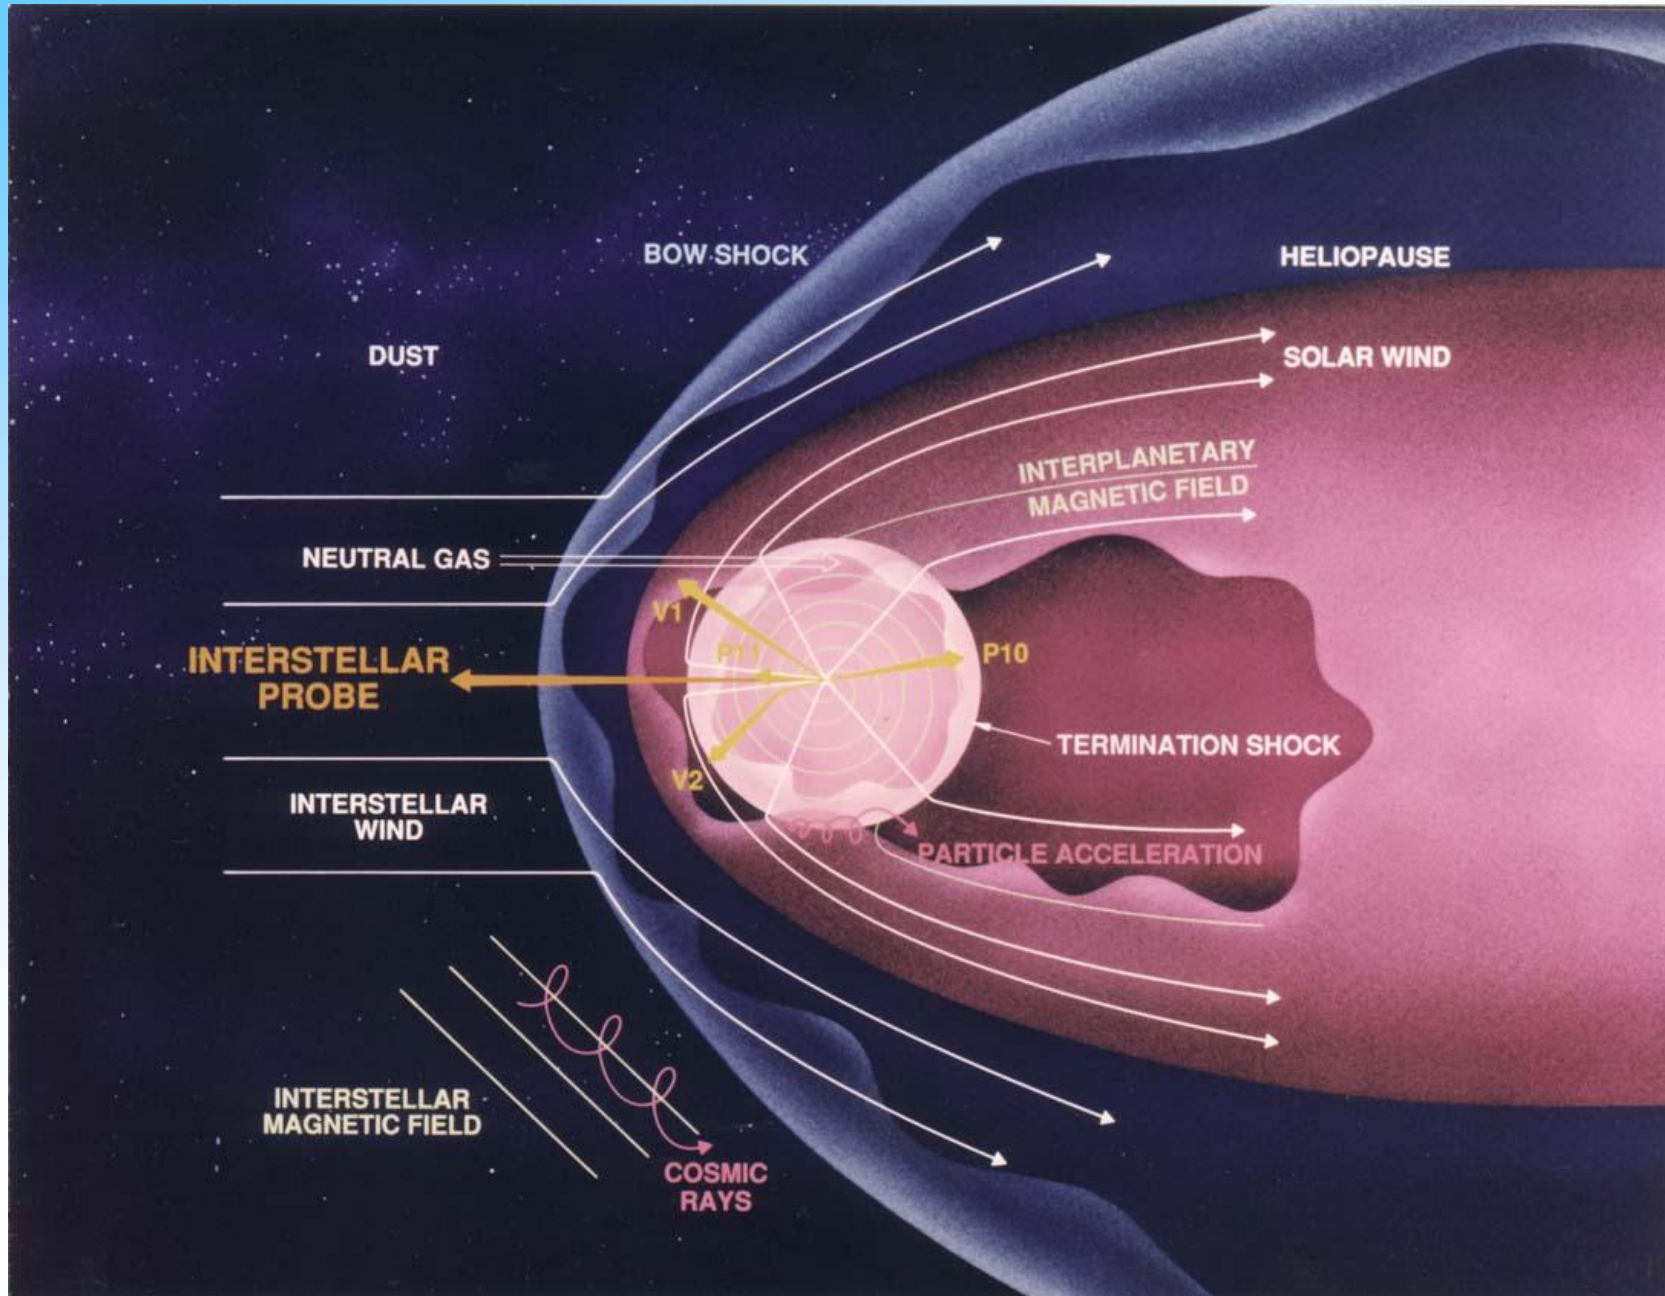 BOW SHOCK
HELIOPAUSE
DUST
SOLAR WIND
INTERPLANETARY
MAGNETIC FIELD
NEUTRAL GAS
V1
P11
P10
INTERSTELLAR
PROBE
TERMINATION SHOCK
V2
INTERSTELLAR
WIND
PARTICLE ACCELERATION
INTERSTELLAR
MAGNETIC FIELD
COSMIC
RAYS